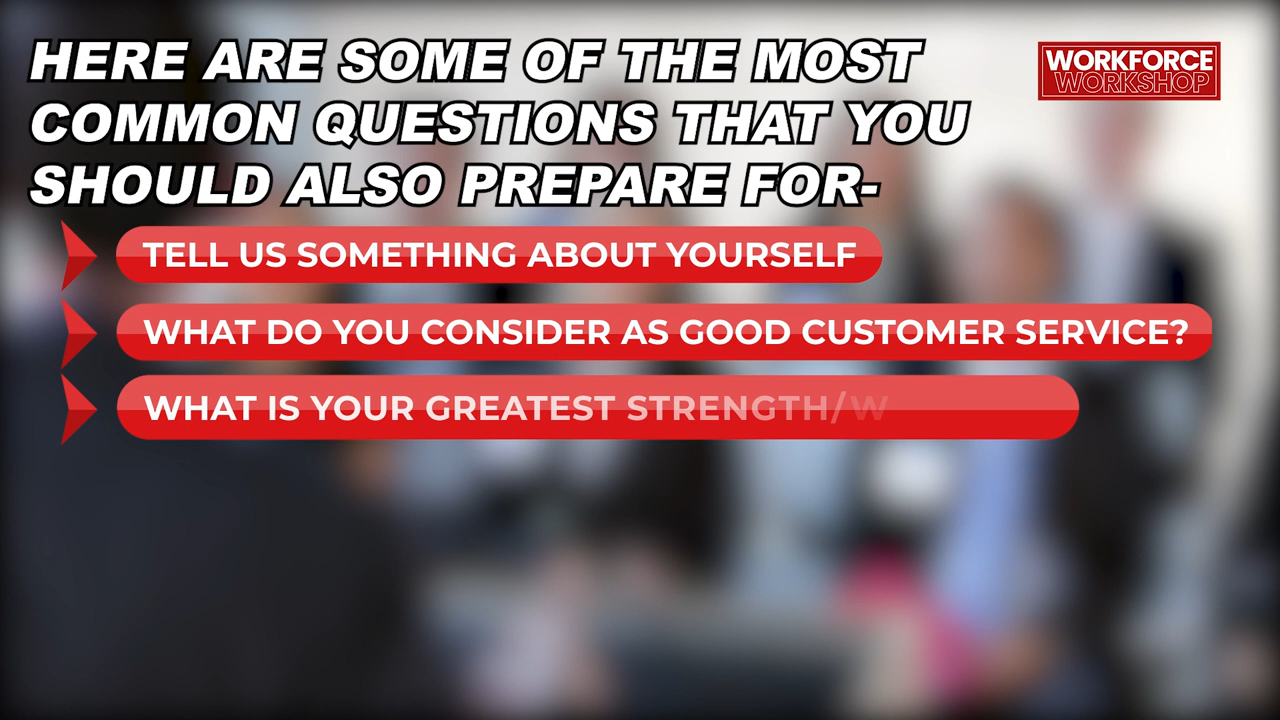 HERE ARE SOME OF THE MOST
COMMON QUESTIONS THAT YOU
SHOULD ALSO PREPARE FOR-
WORKFORCE
WORKSHOP
TELL US SOMETHING ABOUT YOURSELF
WHAT DO YOU CONSIDER AS GOOD CUSTOMER SERVICE?
WHAT IS YOUR GREATEST STRENGTH/W